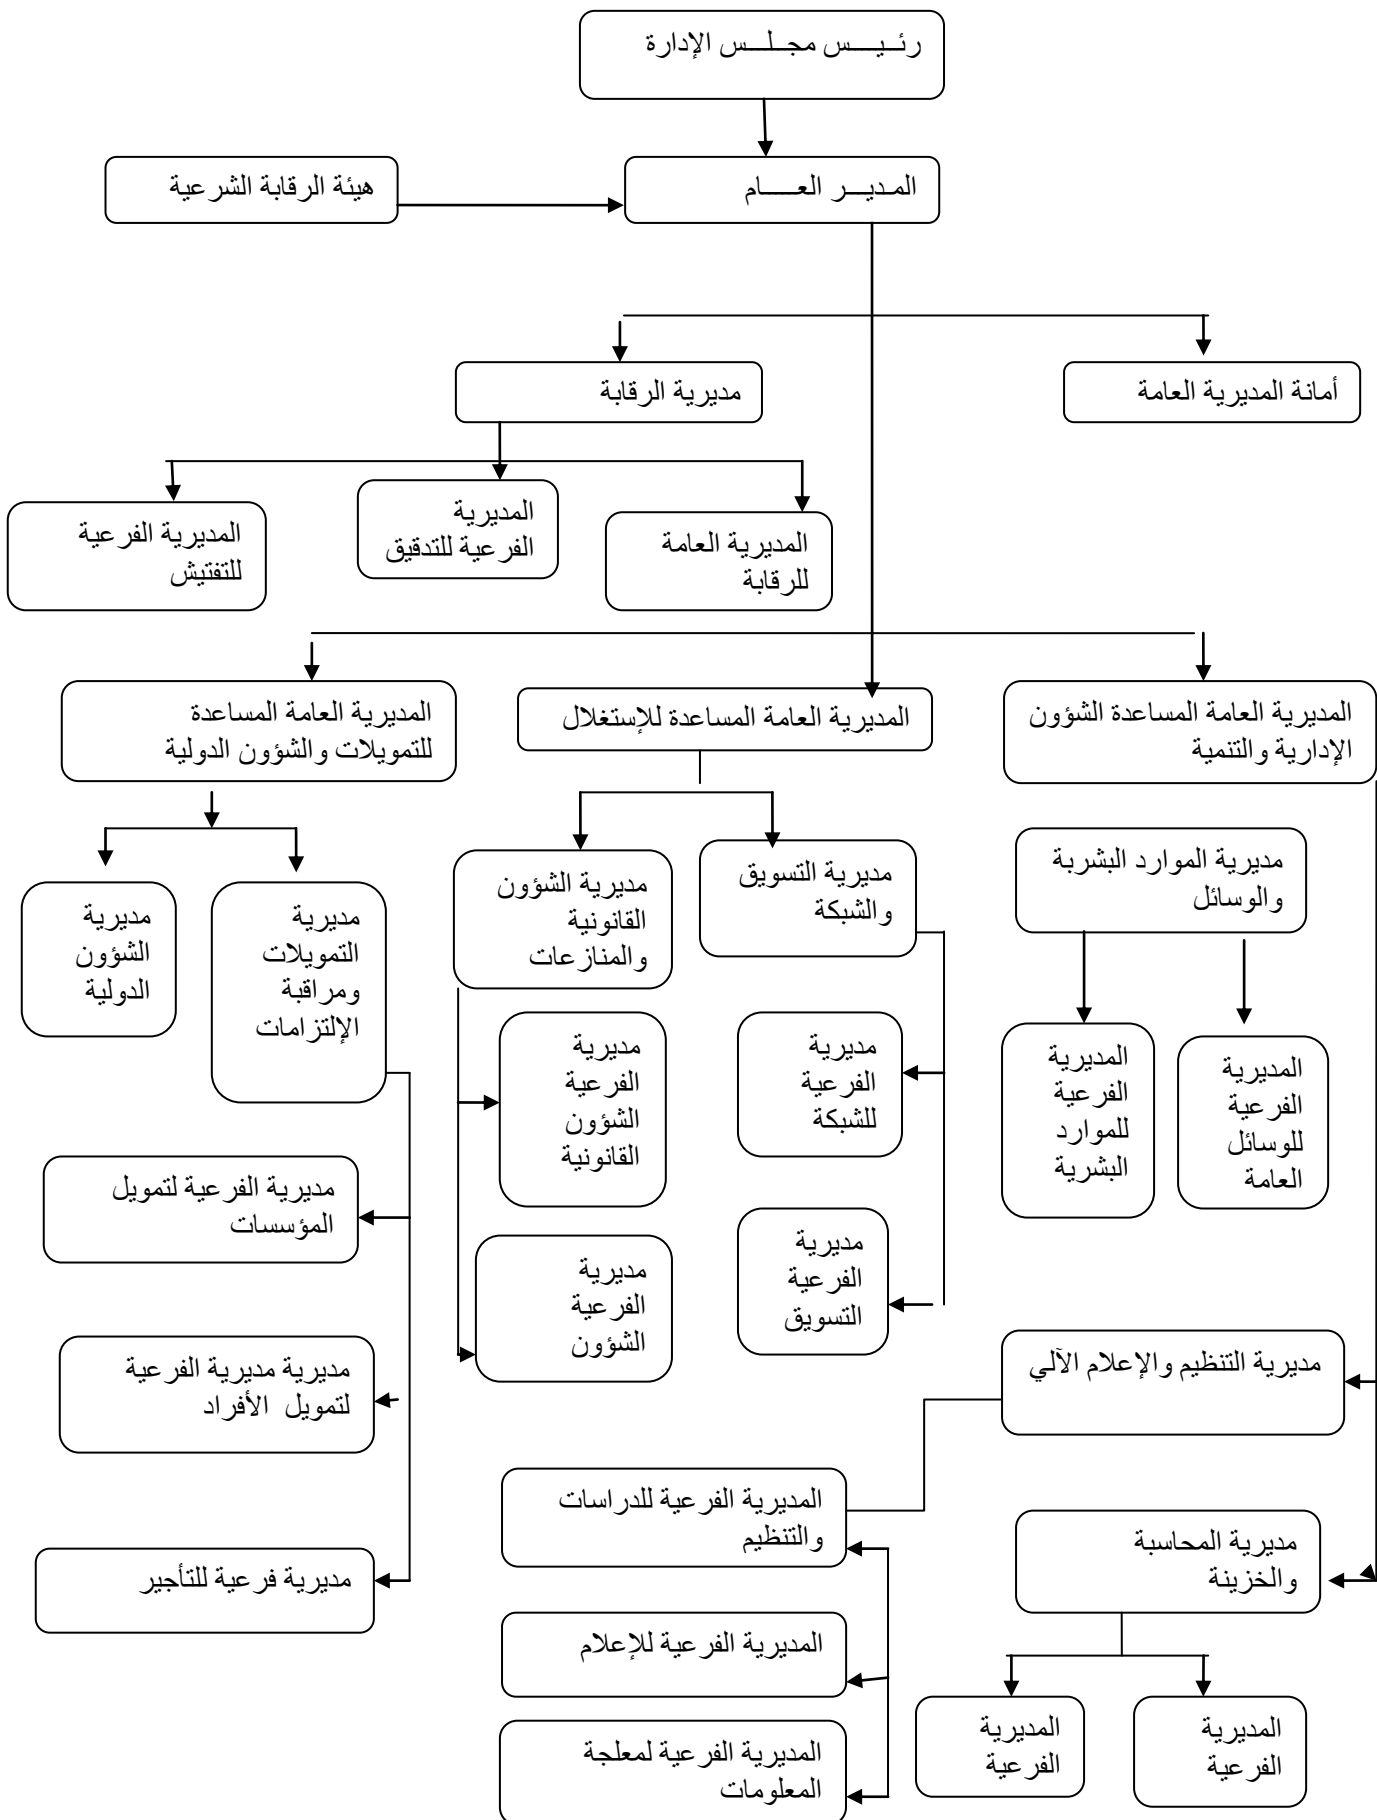 رئيس مجلس الإدارة
المدير العام
هيئة الرقابة الشرعية
أمانة المديرية العامة
مديرية الرقابة
المديرية العامة
للرقابة
المديرية
الفرعية للتدقيق
المديرية الفرعية
للتفتيش
المديرية العامة المساعدة الشؤون
الإدارية والتنمية
المديرية العامة المساعدة للإستغلال
المديرية العامة المساعدة
للتمويلات والشؤون الدولية
مديرية الموارد البشرية
والوسائل
مديرية التسويق
والشبكة
مديرية الشؤون
القانونية
والمنازعات
مديرية
التمويلات
ومراقبة
الإلتزامات
مديرية
الشؤون
الدولية
المديرية
الفرعية
للوسائل
العامة
المديرية
الفرعية
للموارد
البشرية
مديرية
الفرعية
للشبكة
مديرية
الفرعية
الشؤون
القانونية
مديرية الفرعية لتمويل
المؤسسات
مديرية
الفرعية
التسويق
مديرية
الفرعية
الشؤون
مديرية التنظيم والإعلام الآلي
مديرية مديرية الفرعية
لتمويل الأفراد
المديرية الفرعية للدراسات
والتنظيم
مديرية المحاسبة
والخزينة
مديرية فرعية للتأجير
المديرية الفرعية للإعلام
المديرية
الفرعية
المديرية
الفرعية
المديرية الفرعية لمعلجة
المعلومات